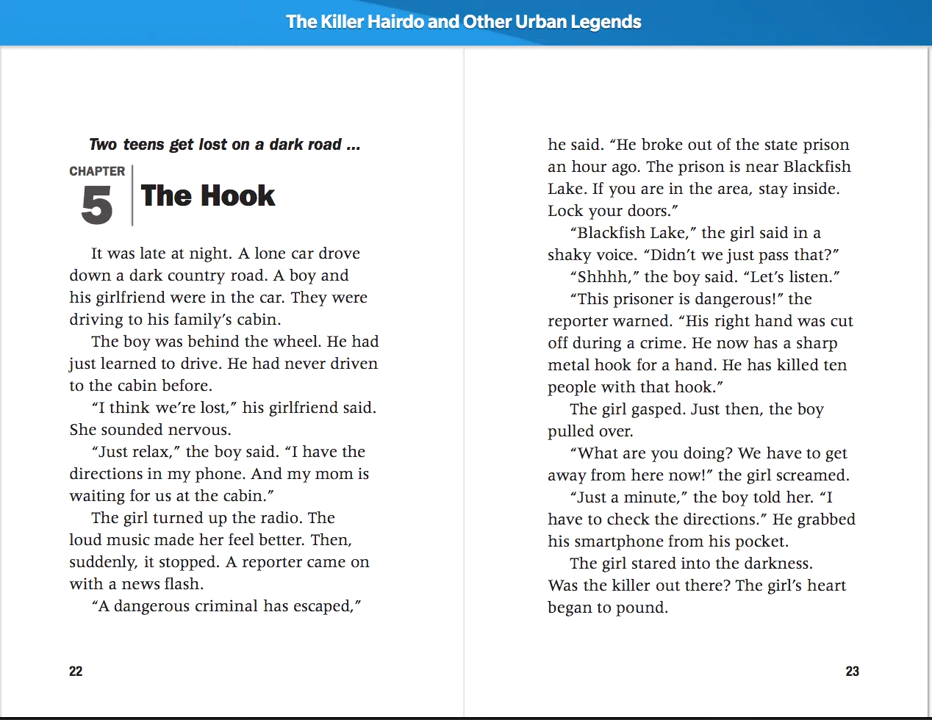 The Killer Hairdo and Other Urban Legends
Two teens get lost on a dark road ...
CHAPTER
5
The Hook
It was late at night. A lone car drove
down a dark country road. A boy and
his girlfriend were in the car. They were
driving to his family’s cabin.
The boy was behind the wheel. He had
just learned to drive. He had never driven
to the cabin before.
“I think we’re lost,” his girlfriend said.
She sounded nervous.
“Just relax,” the boy said. “I have the
directions in my phone. And my mom is
waiting for us at the cabin.”
The girl turned up the radio. The
loud music made her feel better. Then,
suddenly, it stopped. A reporter came on
with a news flash.
“A dangerous criminal has escaped,”
22
he said. “He broke out of the state prison
an hour ago. The prison is near Blackfish
Lake. If you are in the area, stay inside.
Lock your doors.”
“Blackfish Lake,” the girl said in a
shaky voice. “Didn’t we just pass that?”
“Shhhh,” the boy said. “Let’s listen.”
“This prisoner is dangerous!” the
reporter warned. “His right hand was cut
off during a crime. He now has a sharp
metal hook for a hand. He has killed ten
people with that hook.”
The girl gasped. Just then, the boy
pulled over.
“What are you doing? We have to get
away from here now!” the girl screamed.
“Just a minute,” the boy told her. “I
have to check the directions.” He grabbed
his smartphone from his pocket.
The girl stared into the darkness.
Was the killer out there? The girl’s heart
began to pound.
23